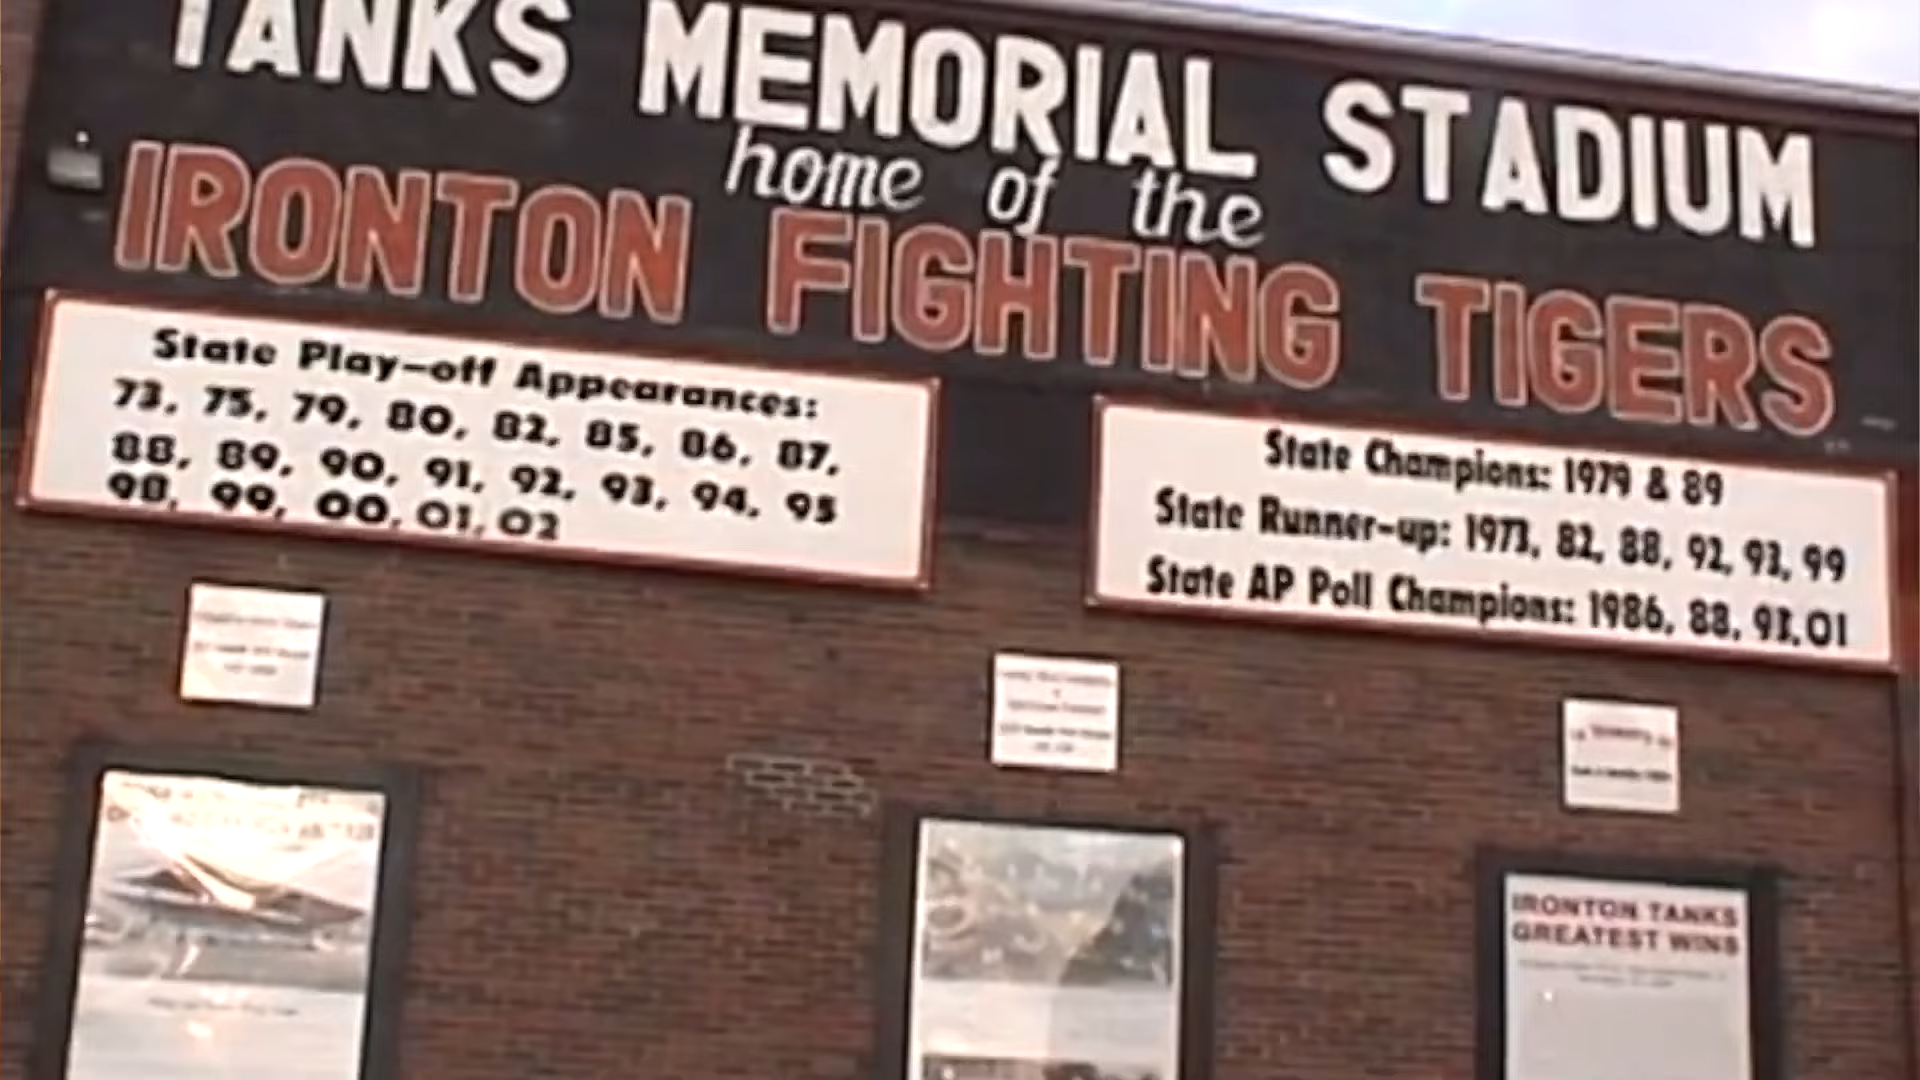 TANKS MEMORIAL STADIUM
home of the
IRONTON FIGHTING TIGERS
State Play-off Appearances:
73, 75, 79, 80, 82, 85, 86, 87,
88, 89, 90, 91, 92, 93, 94, 95
98, 99, 00, 01, 02
State Champions: 1979 & 89
State Runner-up: 1973, 82, 88, 92, 93, 99
State AP Poll Champions: 1986, 88, 93, 01
IRONTON TANKS
GREATEST WINS